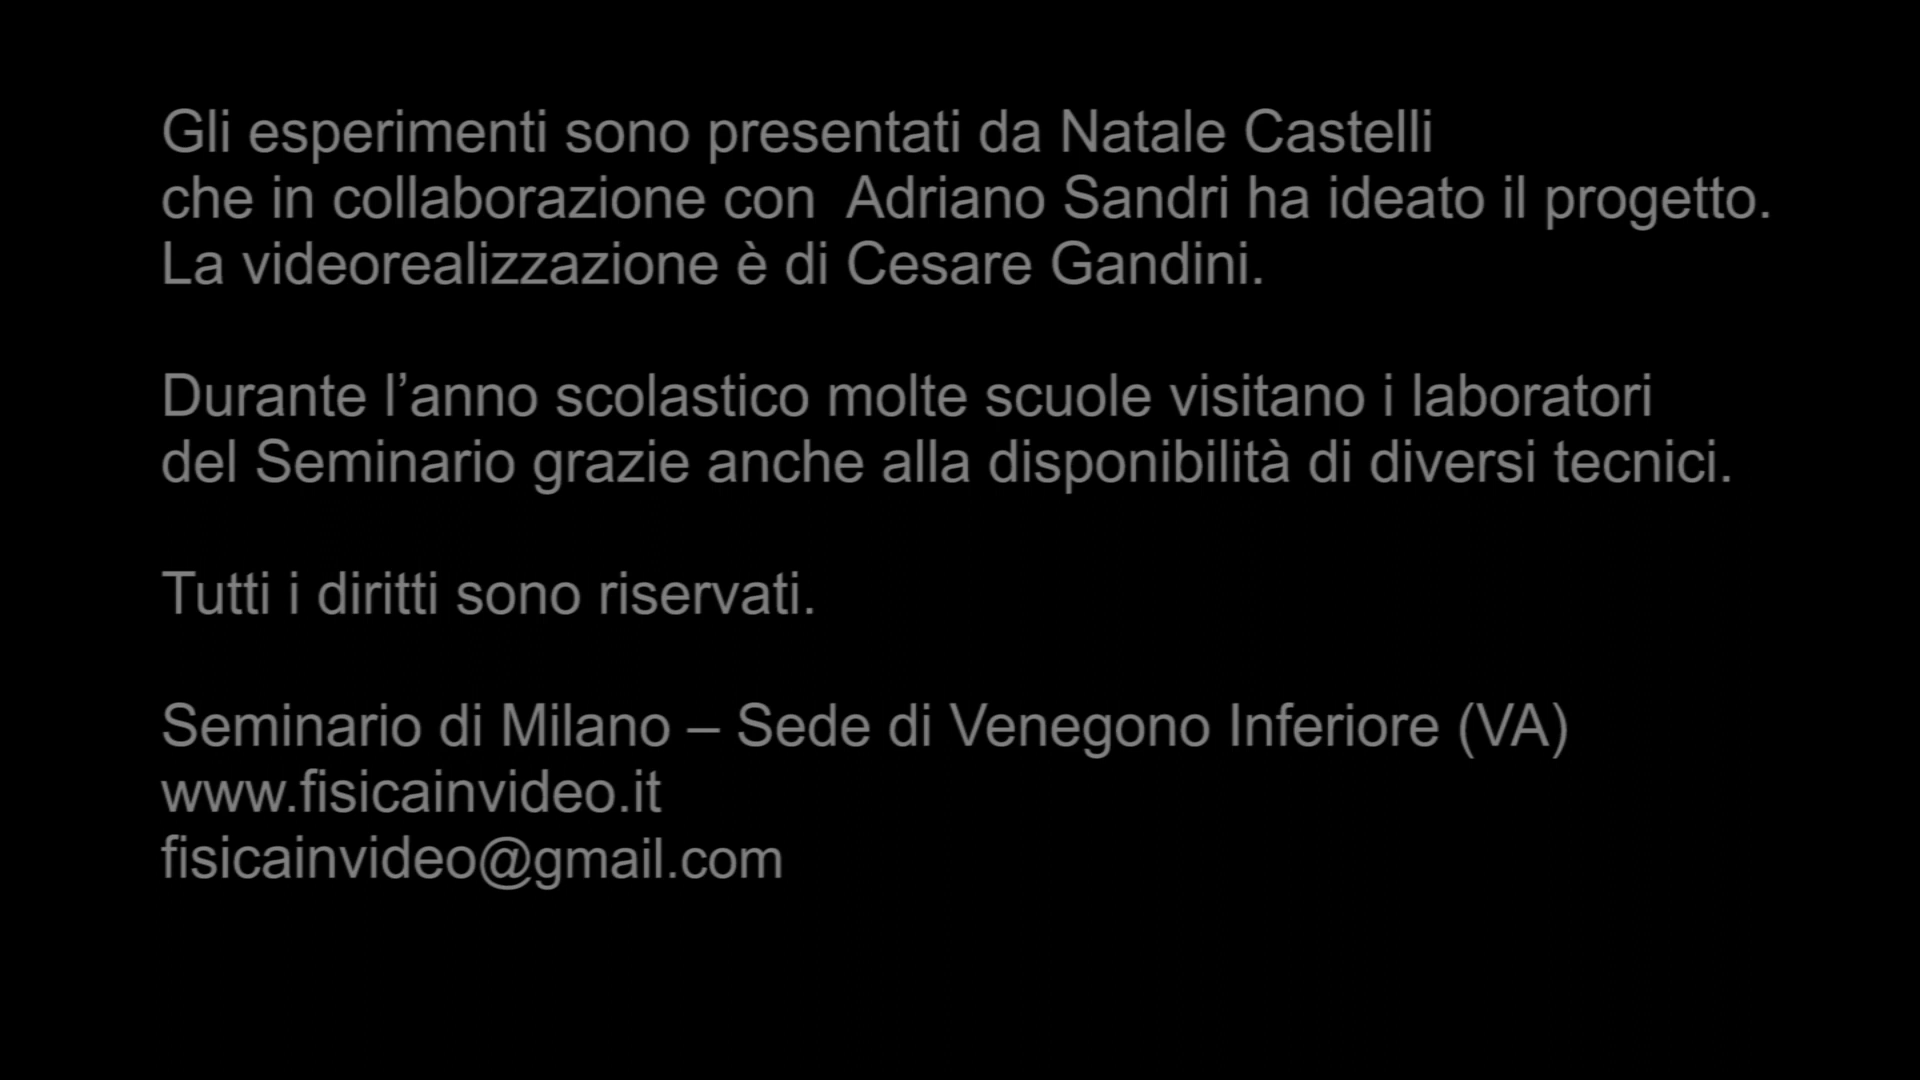 Gli esperimenti sono presentati da Natale Castelli
che in collaborazione con  Adriano Sandri ha ideato il progetto.
La videorealizzazione è di Cesare Gandini.
Durante l’anno scolastico molte scuole visitano i laboratori
del Seminario grazie anche alla disponibilità di diversi tecnici.
Tutti i diritti sono riservati.
Seminario di Milano – Sede di Venegono Inferiore (VA)
www.fisicainvideo.it
fisicainvideo@gmail.com